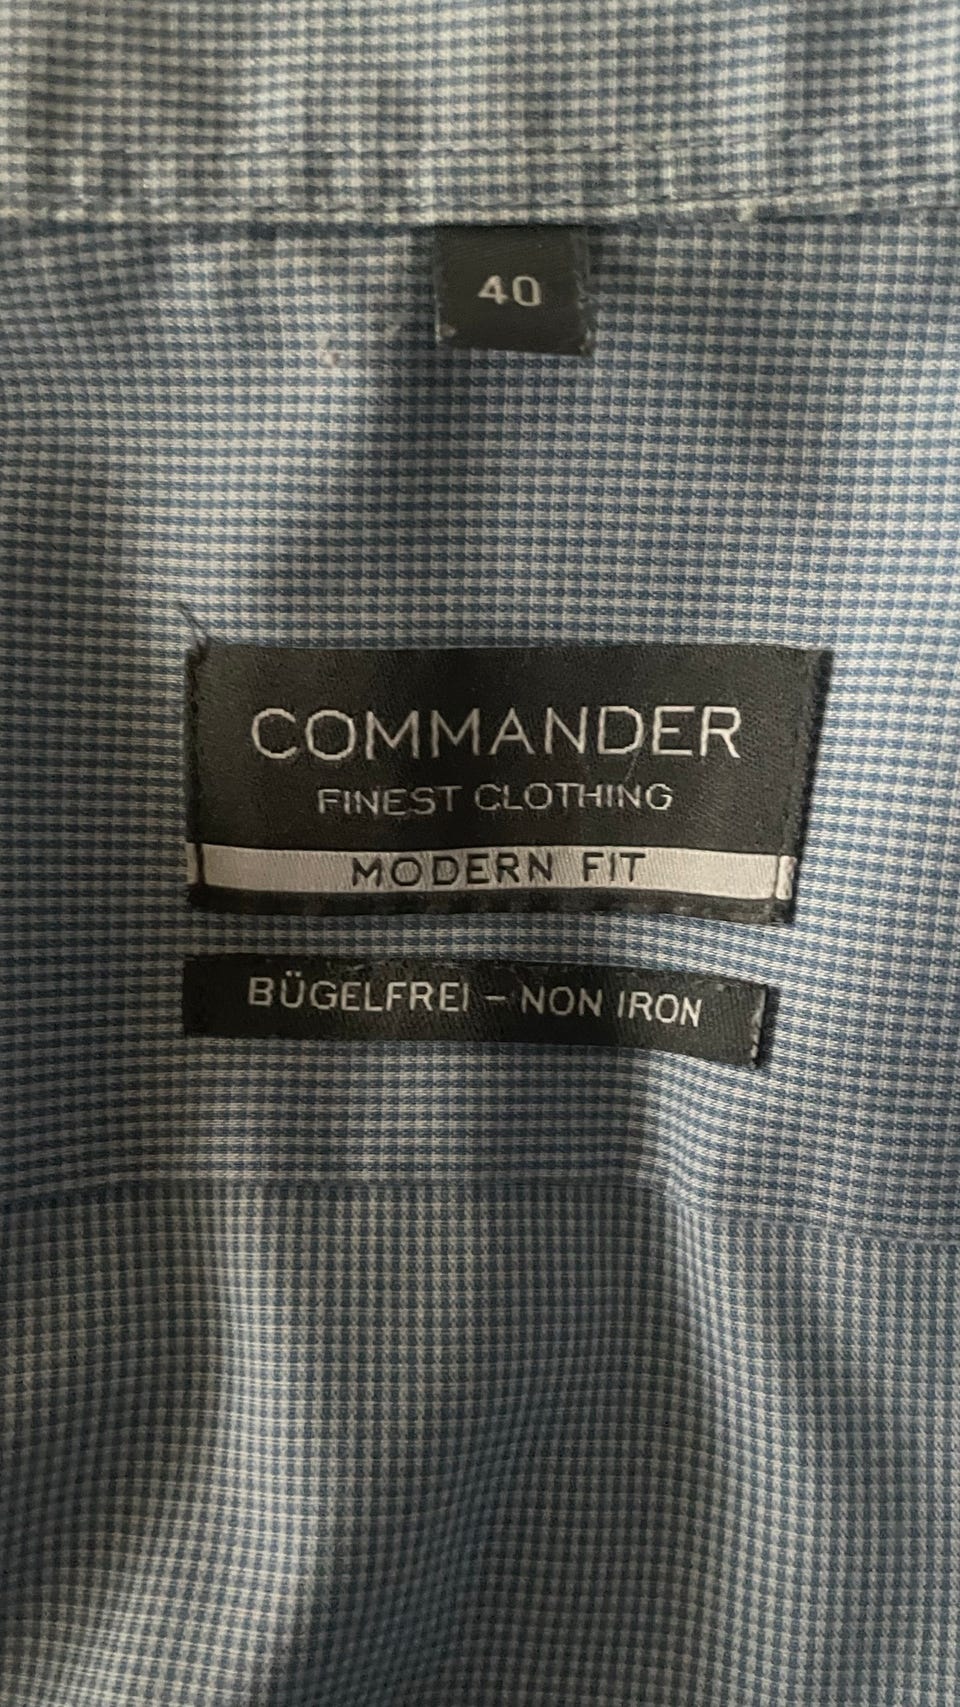 40
COMMANDER
FINEST CLOTHING
MODERN FIT
BÜGELFREI – NON IRON